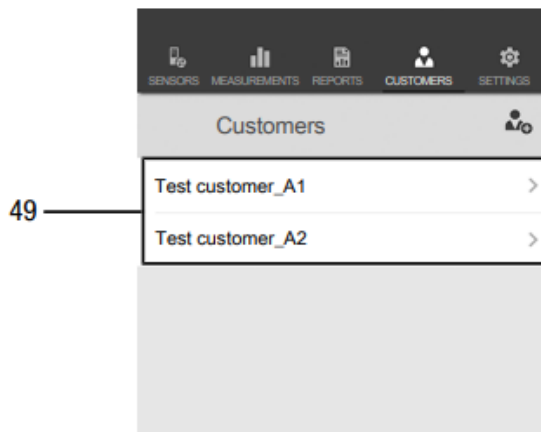 SENSORS MEASUREMENTS REPORTS CUSTOMERS SETTINGS
Customers
Test customer_A1
49
Test customer_A2